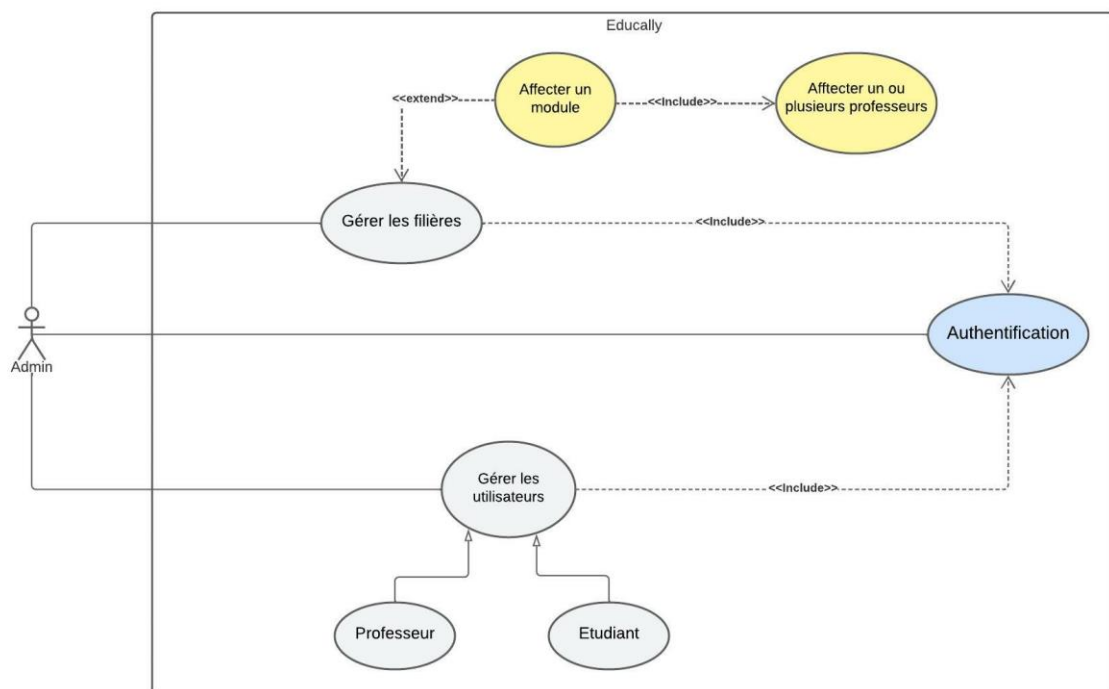 Educally
Affecter un
module
Afftecter un ou
plusieurs professeurs
<<extend>>
<<Include>>
Gérer les filières
<<Include>>
Authentification
Admin
Gérer les
utilisateurs
<<Include>>
Professeur
Etudiant